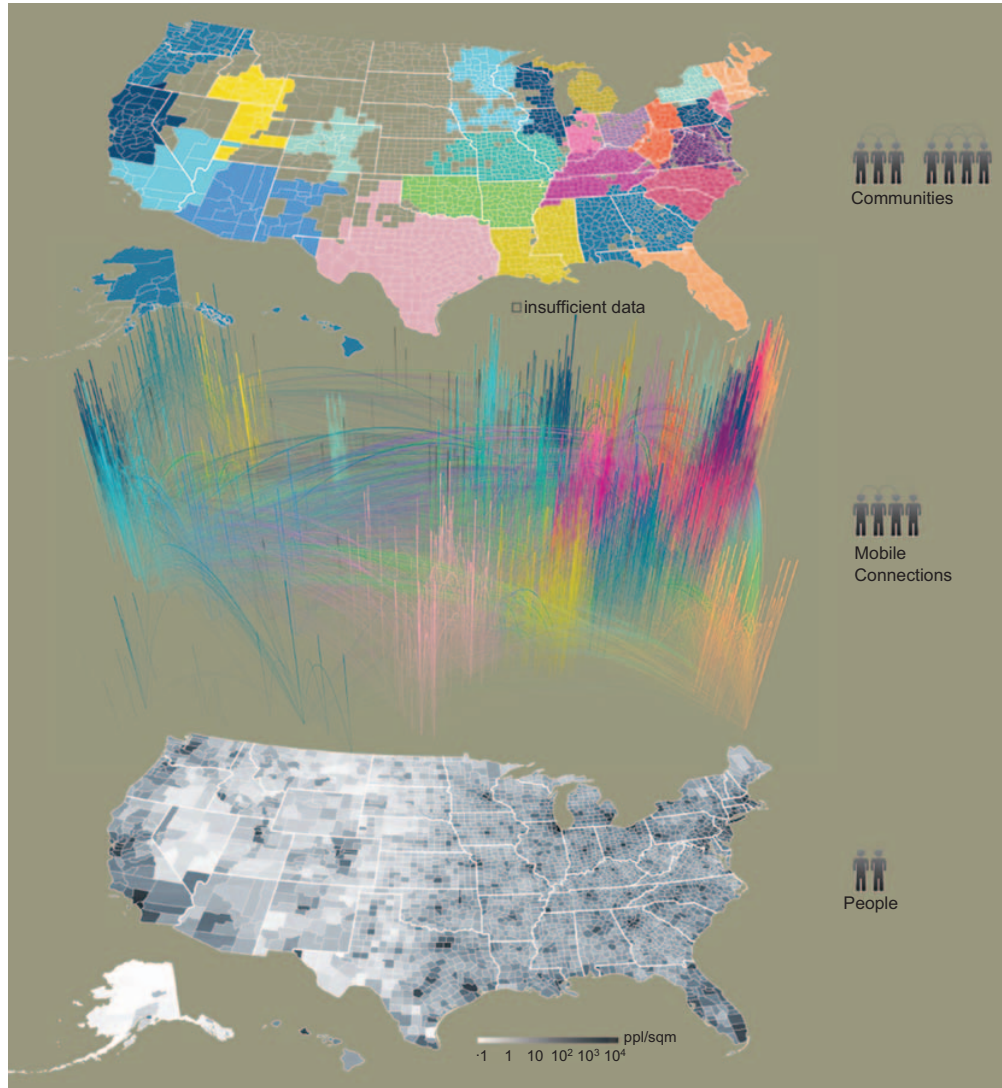 Communities
insufficient data
Mobile
Connections
People
ppl/sqm
·1 1 10 10² 10³ 10⁴